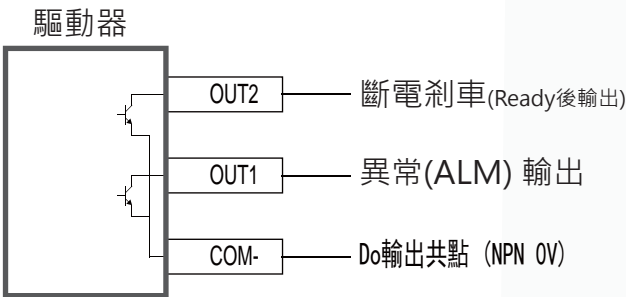 驅動器
OUT2 斷電剎車(Ready後輸出)
OUT1 異常(ALM) 輸出
COM- Do輸出共點 (NPN 0V)